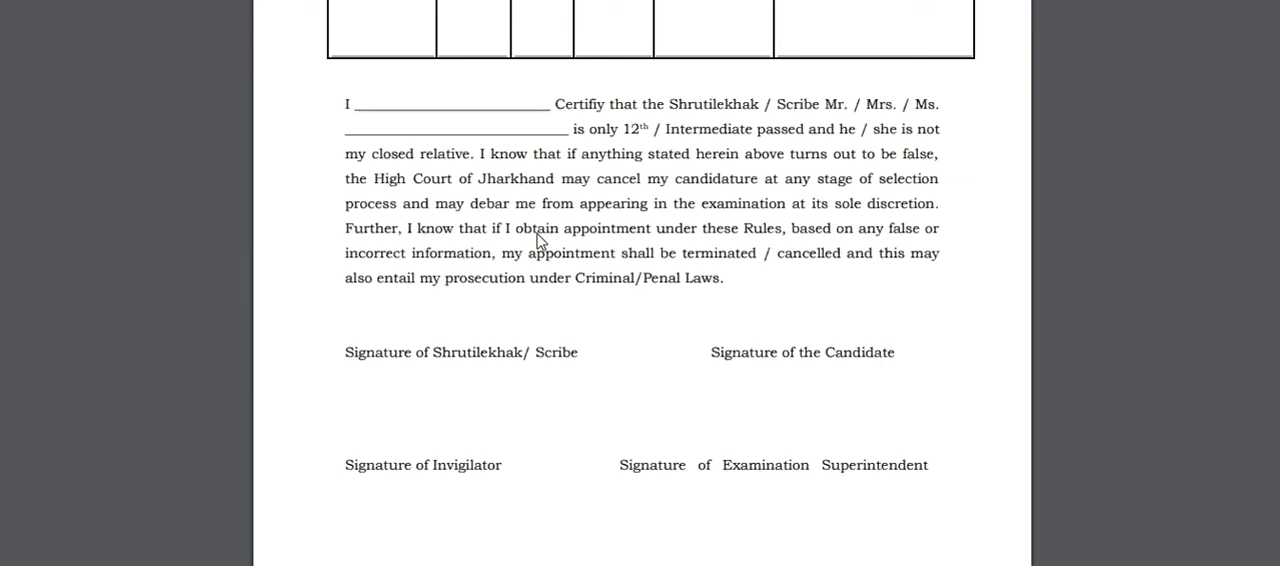 I __________________________ Certifiy that the Shrutilekhak / Scribe Mr. / Mrs. / Ms.
______________________________ is only 12th / Intermediate passed and he / she is not
my closed relative. I know that if anything stated herein above turns out to be false,
the High Court of Jharkhand may cancel my candidature at any stage of selection
process and may debar me from appearing in the examination at its sole discretion.
Further, I know that if I obtain appointment under these Rules, based on any false or
incorrect information, my appointment shall be terminated / cancelled and this may
also entail my prosecution under Criminal/Penal Laws.
Signature of Shrutilekhak/ Scribe Signature of the Candidate
Signature of Invigilator Signature of Examination Superintendent